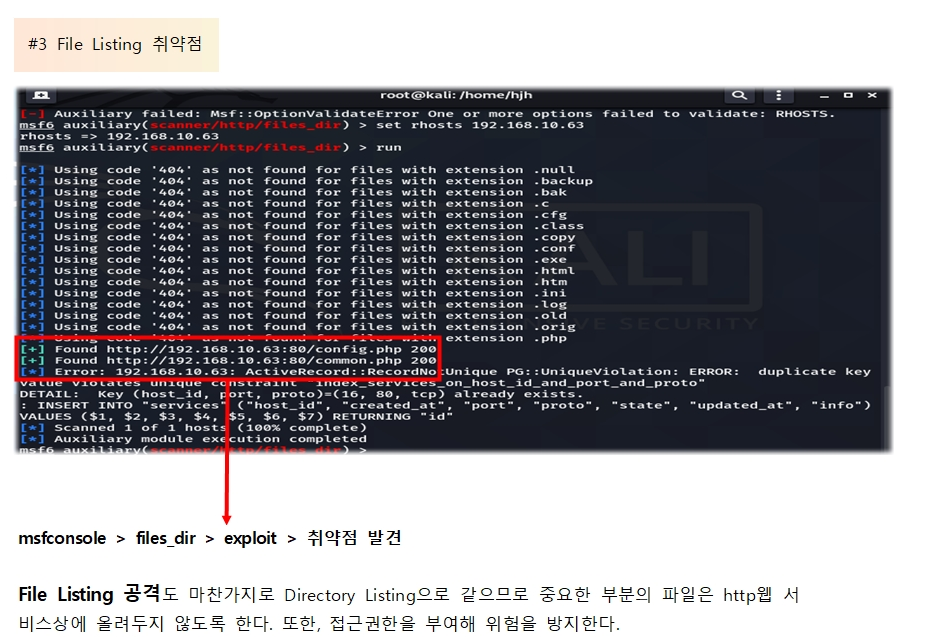 #3 File Listing 취약점
root@kali: /home/hjh
[-] Auxiliary failed: Msf::OptionValidateError One or more options failed to validate: RHOSTS.
msf6 auxiliary(scanner/http/files_dir) > set rhosts 192.168.10.63
rhosts => 192.168.10.63
msf6 auxiliary(scanner/http/files_dir) > run
[*] Using code '404' as not found for files with extension .null
[*] Using code '404' as not found for files with extension .backup
[*] Using code '404' as not found for files with extension .bak
[*] Using code '404' as not found for files with extension .c
[*] Using code '404' as not found for files with extension .cfg
[*] Using code '404' as not found for files with extension .class
[*] Using code '404' as not found for files with extension .copy
[*] Using code '404' as not found for files with extension .conf
[*] Using code '404' as not found for files with extension .exe
[*] Using code '404' as not found for files with extension .html
[*] Using code '404' as not found for files with extension .htm
[*] Using code '404' as not found for files with extension .ini
[*] Using code '404' as not found for files with extension .log
[*] Using code '404' as not found for files with extension .old
[*] Using code '404' as not found for files with extension .orig
[*] Using code '404' as not found for files with extension .php
[+] Found http://192.168.10.63:80/config.php 200
[+] Found http://192.168.10.63:80/common.php 200
[*] Error: 192.168.10.63: ActiveRecord::RecordNo Unique PG::UniqueViolation: ERROR:  duplicate key
value violates unique constraint "index_services_on_host_id_and_port_and_proto"
DETAIL:  Key (host_id, port, proto)=(16, 80, tcp) already exists.
: INSERT INTO "services" ("host_id", "created_at", "port", "proto", "state", "updated_at", "info")
VALUES ($1, $2, $3, $4, $5, $6, $7) RETURNING "id"
[*] Scanned 1 of 1 hosts (100% complete)
[*] Auxiliary module execution completed
msf6 auxiliary(scanner/http/files_dir) >
msfconsole > files_dir > exploit > 취약점 발견
File Listing 공격도 마찬가지로 Directory Listing으로 같으므로 중요한 부분의 파일은 http웹 서
비스상에 올려두지 않도록 한다. 또한, 접근권한을 부여해 위험을 방지한다.